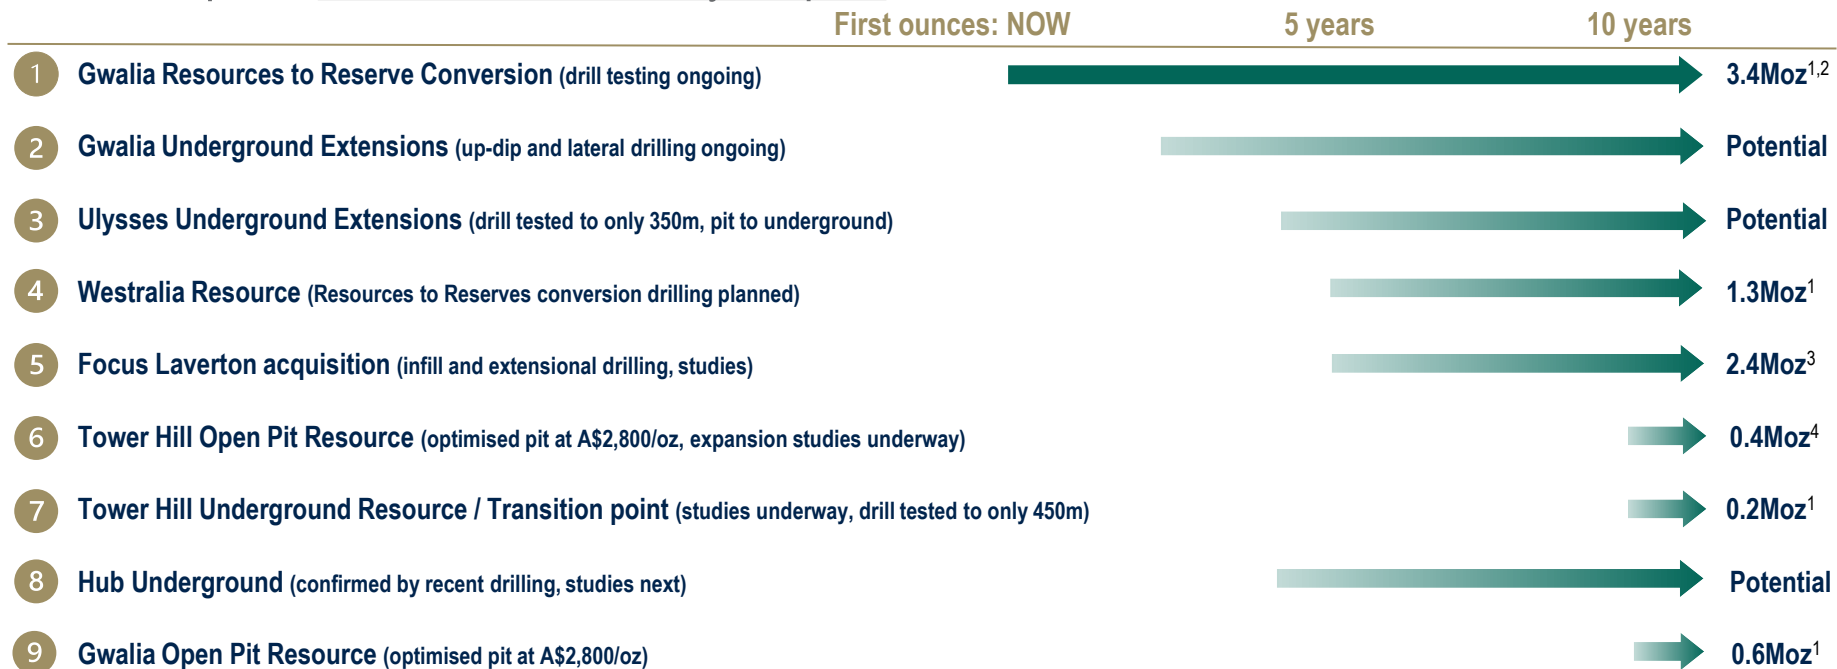 First ounces: NOW 5 years 10 years
1 Gwalia Resources to Reserve Conversion (drill testing ongoing) 3.4Moz1,2
2 Gwalia Underground Extensions (up-dip and lateral drilling ongoing) Potential
3 Ulysses Underground Extensions (drill tested to only 350m, pit to underground) Potential
4 Westralia Resource (Resources to Reserves conversion drilling planned) 1.3Moz1
5 Focus Laverton acquisition (infill and extensional drilling, studies) 2.4Moz3
6 Tower Hill Open Pit Resource (optimised pit at A$2,800/oz, expansion studies underway) 0.4Moz4
7 Tower Hill Underground Resource / Transition point (studies underway, drill tested to only 450m) 0.2Moz1
8 Hub Underground (confirmed by recent drilling, studies next) Potential
9 Gwalia Open Pit Resource (optimised pit at A$2,800/oz) 0.6Moz1